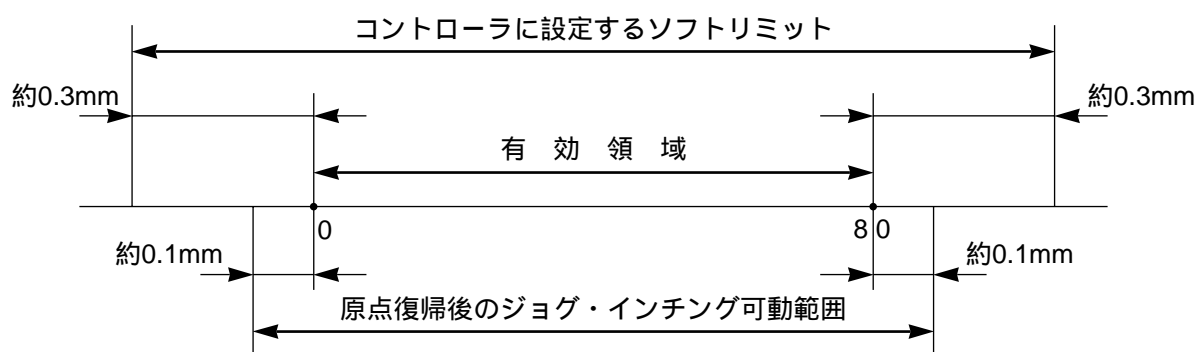 コントローラに設定するソフトリミット
約0.3mm
約0.3mm
有 効 領 域
0
80
約0.1mm
約0.1mm
原点復帰後のジョグ・インチング可動範囲